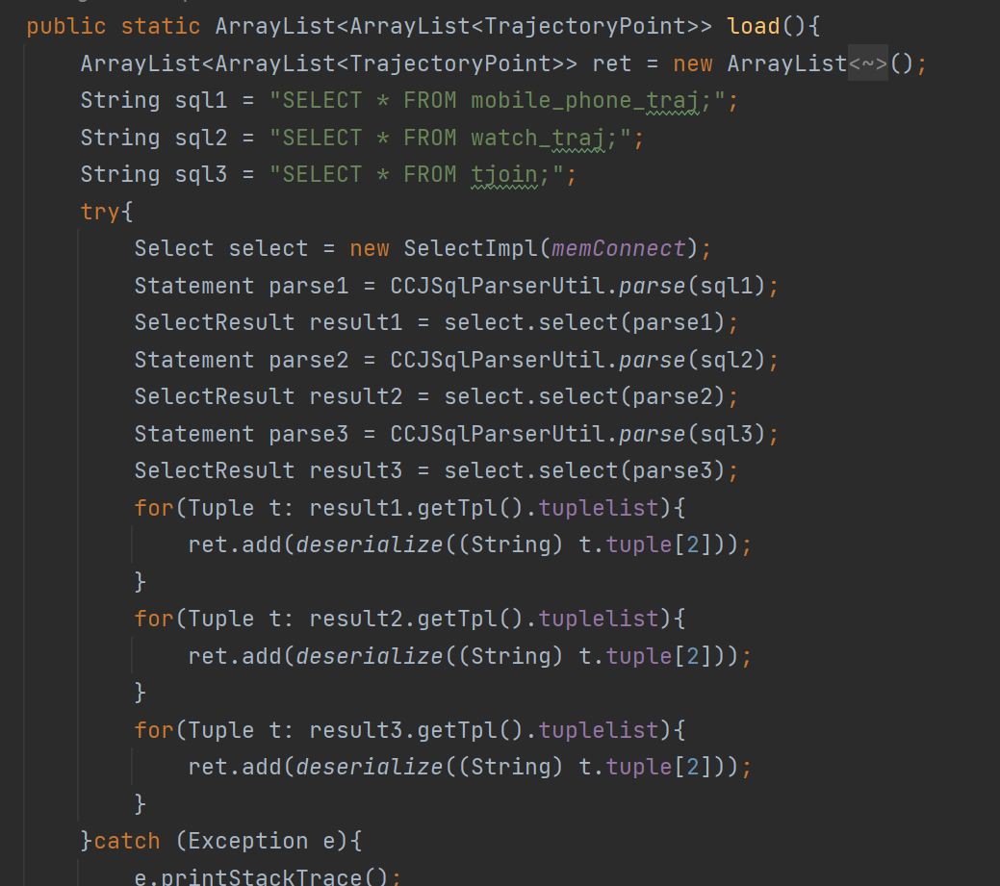 public static ArrayList<ArrayList<TrajectoryPoint>> load(){
ArrayList<ArrayList<TrajectoryPoint>> ret = new ArrayList<~>();
String sql1 = "SELECT * FROM mobile_phone_traj;";
String sql2 = "SELECT * FROM watch_traj;";
String sql3 = "SELECT * FROM tjoin;";
try{
Select select = new SelectImpl(memConnect);
Statement parse1 = CCJSqlParserUtil.parse(sql1);
SelectResult result1 = select.select(parse1);
Statement parse2 = CCJSqlParserUtil.parse(sql2);
SelectResult result2 = select.select(parse2);
Statement parse3 = CCJSqlParserUtil.parse(sql3);
SelectResult result3 = select.select(parse3);
for(Tuple t: result1.getTpl().tuplelist){
ret.add(deserialize((String) t.tuple[2]));
}
for(Tuple t: result2.getTpl().tuplelist){
ret.add(deserialize((String) t.tuple[2]));
}
for(Tuple t: result3.getTpl().tuplelist){
ret.add(deserialize((String) t.tuple[2]));
}
}catch (Exception e){
e.printStackTrace();